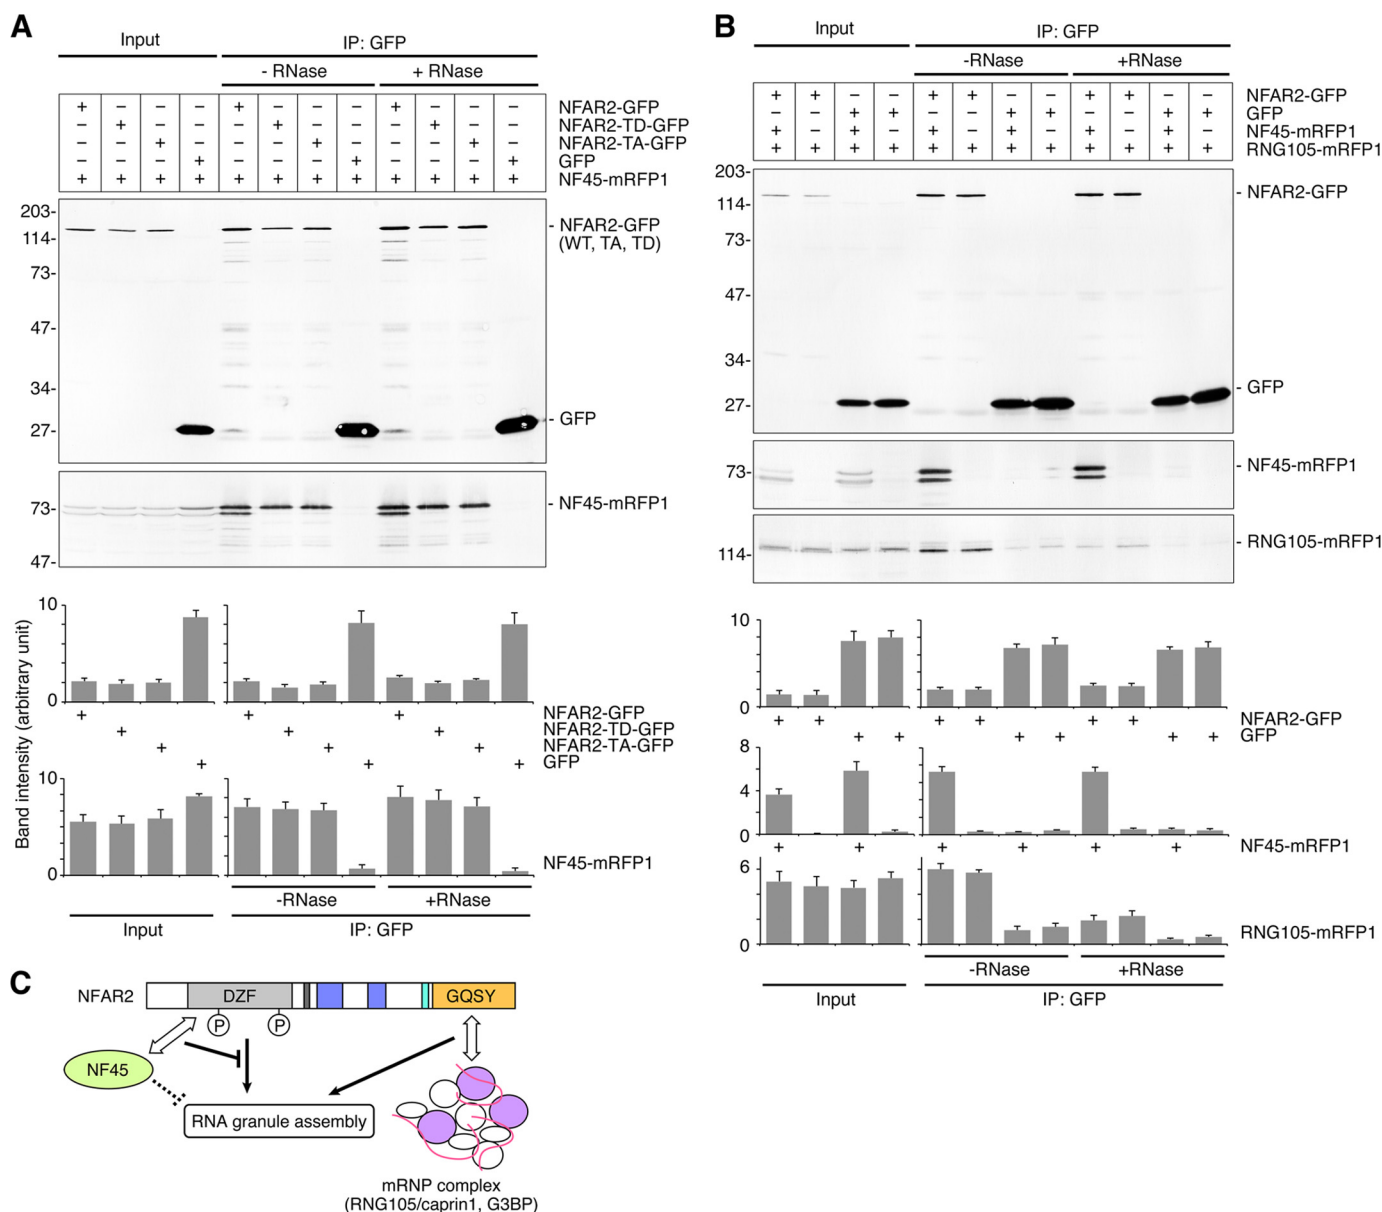 A
Input
IP: GFP
- RNase
+ RNase
+ − − − + − − − + − − − NFAR2-GFP
− + − − − + − − − + − − NFAR2-TD-GFP
− − + − − − + − − − + − NFAR2-TA-GFP
− − − + − − − + − − − + GFP
+ + + + + + + + + + + + NF45-mRFP1
203-
114-
73-
47-
34-
27-
- NFAR2-GFP
(WT, TA, TD)
- GFP
73-
47-
- NF45-mRFP1
Band intensity (arbitrary unit)
10
0
+ + + NFAR2-GFP
+ + + NFAR2-TD-GFP
+ + + NFAR2-TA-GFP
+ + + GFP
10
0
NF45-mRFP1
-RNase
+RNase
Input
IP: GFP
B
Input
IP: GFP
-RNase
+RNase
+ + − − + + − − + + − − NFAR2-GFP
− − + + − − + + − − + + GFP
+ − + − + − + − + − + − NF45-mRFP1
+ + + + + + + + + + + + RNG105-mRFP1
203-
114-
73-
47-
34-
27-
- NFAR2-GFP
- GFP
73-
- NF45-mRFP1
114-
- RNG105-mRFP1
10
0
+ + + + + + NFAR2-GFP
+ + + + + + GFP
8
4
0
+ + + + + + NF45-mRFP1
6
0
RNG105-mRFP1
-RNase
+RNase
Input
IP: GFP
C
NFAR2
DZF
GQSY
P
P
NF45
RNA granule assembly
mRNP complex
(RNG105/caprin1, G3BP)